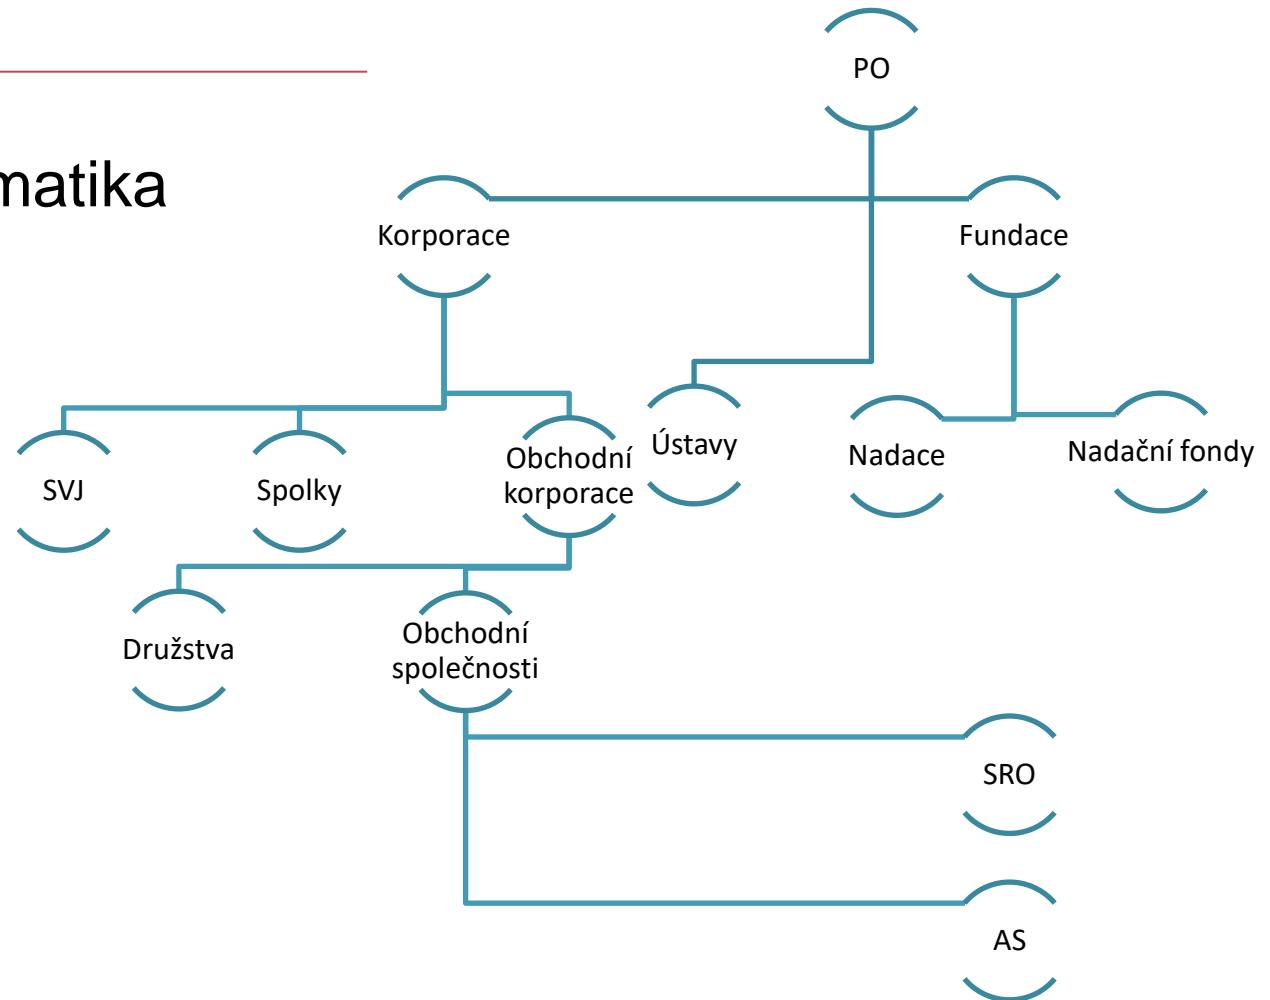 PO
matika
Korporace
Fundace
Ústavy
Obchodní
korporace
Nadace
Nadační fondy
SVJ
Spolky
Družstva
Obchodní
společnosti
SRO
AS